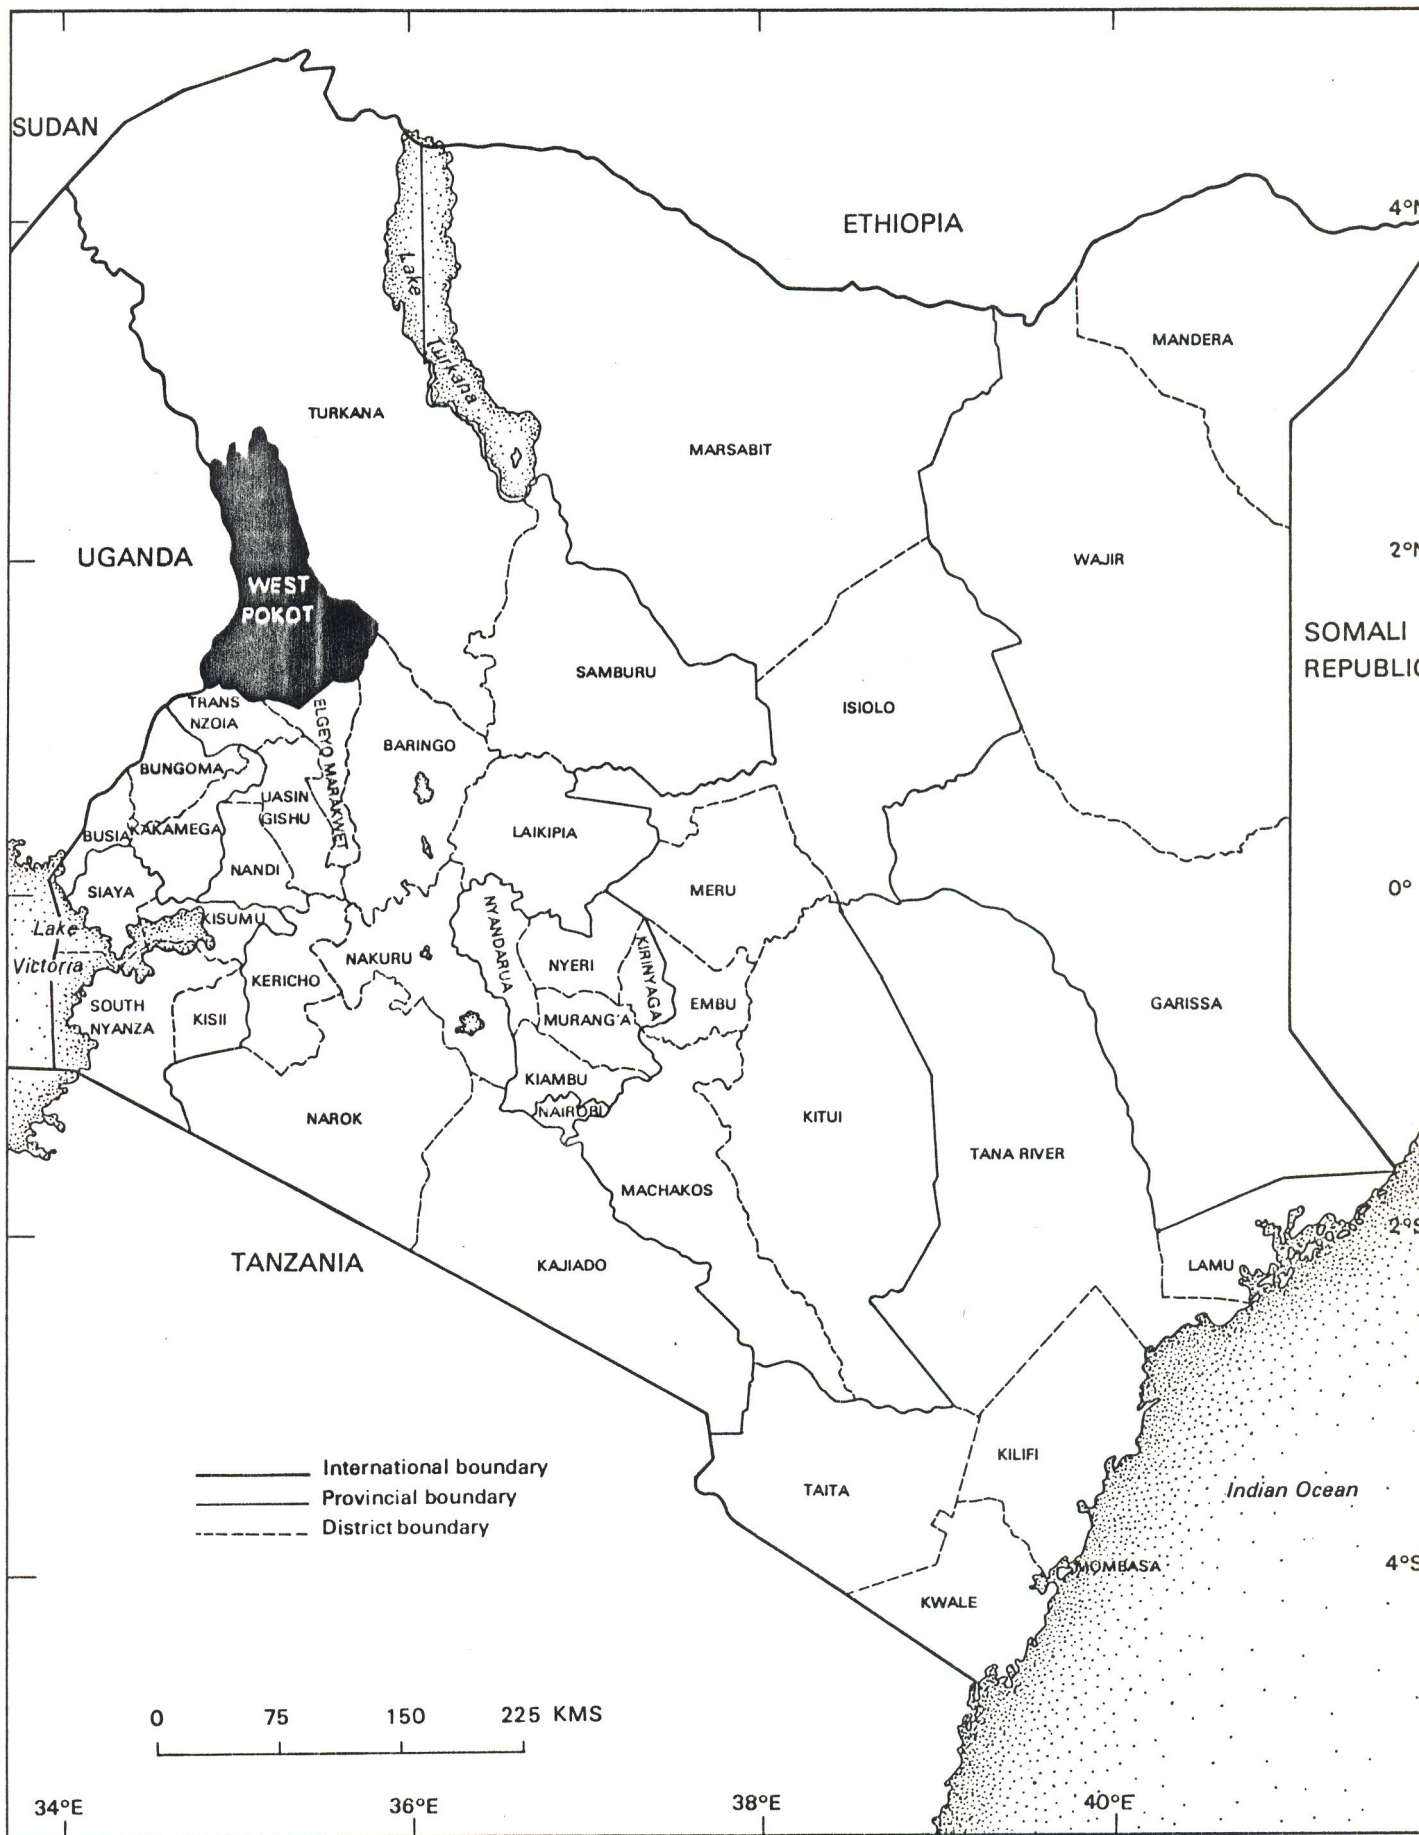 SUDAN
ETHIOPIA
4°N
Lake
Turkana
MANDERA
TURKANA
MARSABIT
UGANDA
2°N
WAJIR
WEST
POKOT
SOMALI
REPUBLIC
SAMBURU
TRANS
NZOIA
ELGEYO MARAKWET
ISIOLO
BARINGO
BUNGOMA
UASIN
GISHU
BUSIA
KAKAMEGA
LAIKIPIA
NANDI
SIAYA
MERU
0°
KISUMU
Lake
Victoria
NYANDARUA
NAKURU
NYERI
KIRINYAGA
KERICHO
SOUTH
NYANZA
KISII
EMBU
GARISSA
MURANG'A
KIAMBU
NAIROBI
NAROK
KITUI
TANA RIVER
MACHAKOS
2°S
TANZANIA
KAJIADO
LAMU
KILIFI
International boundary
Provincial boundary
District boundary
TAITA
Indian Ocean
4°S
MOMBASA
KWALE
0 75 150 225 KMS
34°E 36°E 38°E 40°E